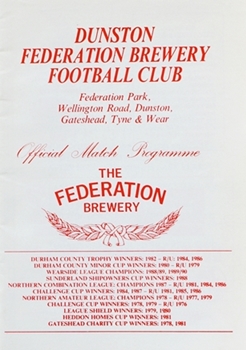 DUNSTON
FEDERATION BREWERY
FOOTBALL CLUB
Federation Park,
Wellington Road, Dunston,
Gateshead, Tyne & Wear
Official Match Programme
THE
FEDERATION
BREWERY
DURHAM COUNTY TROPHY WINNERS: 1982 – R/U: 1984, 1986
DURHAM COUNTY MINOR CUP WINNERS: 1980 – R/U 1979
WEARSIDE LEAGUE CHAMPIONS: 1988/89, 1989/90
SUNDERLAND SHIPOWNERS CUP WINNERS: 1988
NORTHERN COMBINATION LEAGUE: CHAMPIONS 1987 – R/U 1981, 1984, 1986
CHALLENGE CUP WINNERS: 1984, 1987 – R/U 1981, 1985, 1986
NORTHERN AMATEUR LEAGUE; CHAMPIONS 1978 – R/U 1977, 1979
CHALLENGE CUP WINNERS: 1978, 1979 – R/U 1976
LEAGUE SHIELD WINNERS: 1979, 1980
HEDDON HOMES CUP WINNERS: 1981
GATESHEAD CHARITY CUP WINNERS: 1978, 1981